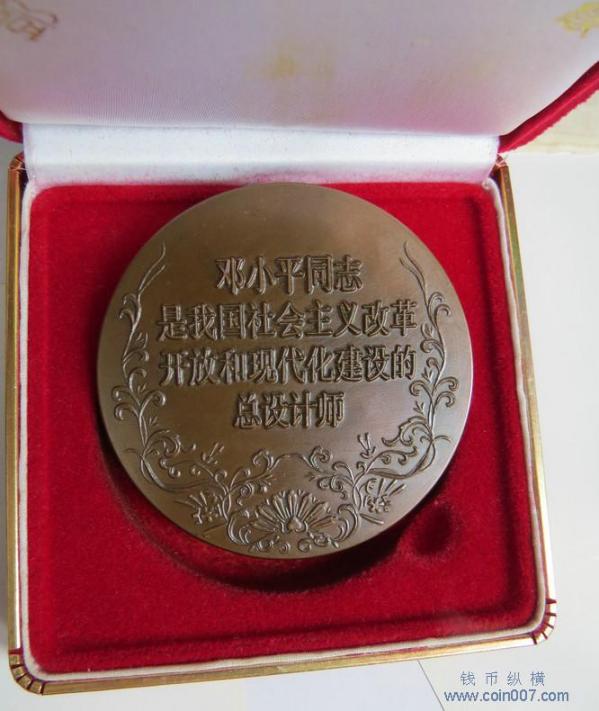 邓小平同志
是我国社会主义改革
开放和现代化建设的
总设计师
钱币纵横
www.coin007.com